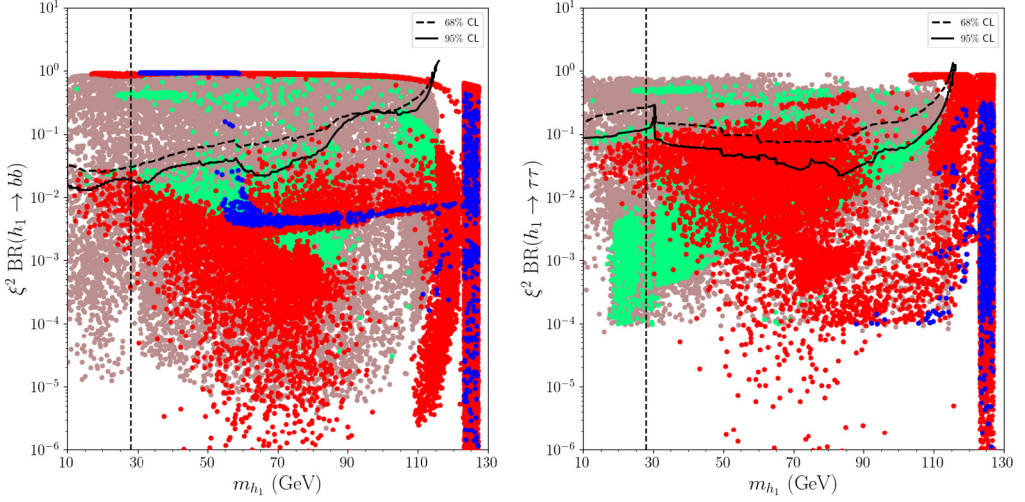 68% CL
95% CL
10¹
10⁰
10⁻¹
10⁻²
10⁻³
10⁻⁴
10⁻⁵
10⁻⁶
ξ² BR(h₁ → bb)
10 30 50 70 90 110 130
m_{h₁} (GeV)
68% CL
95% CL
10¹
10⁰
10⁻¹
10⁻²
10⁻³
10⁻⁴
10⁻⁵
10⁻⁶
ξ² BR(h₁ → ττ)
10 30 50 70 90 110 130
m_{h₁} (GeV)